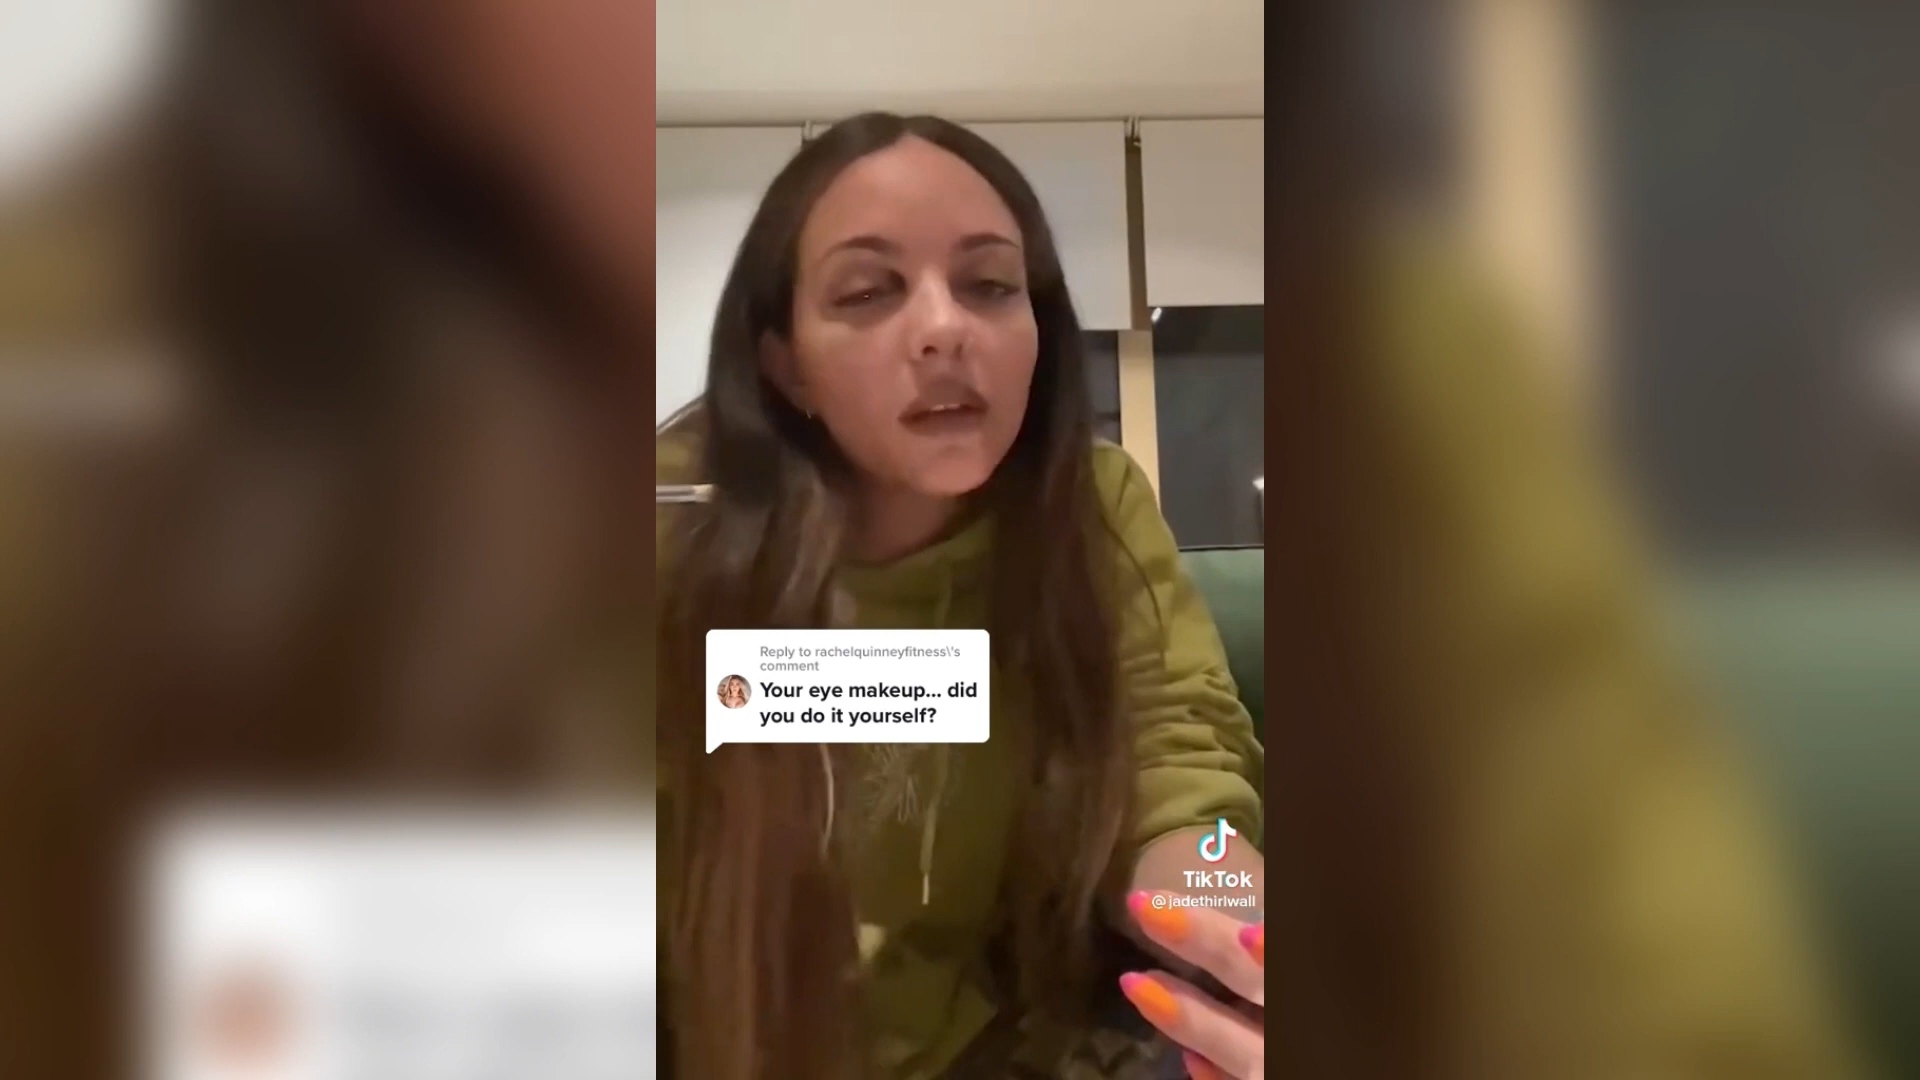 Reply to rachelquinneyfitness\'s
comment
Your eye makeup... did
you do it yourself?
TikTok
@jadethirlwall